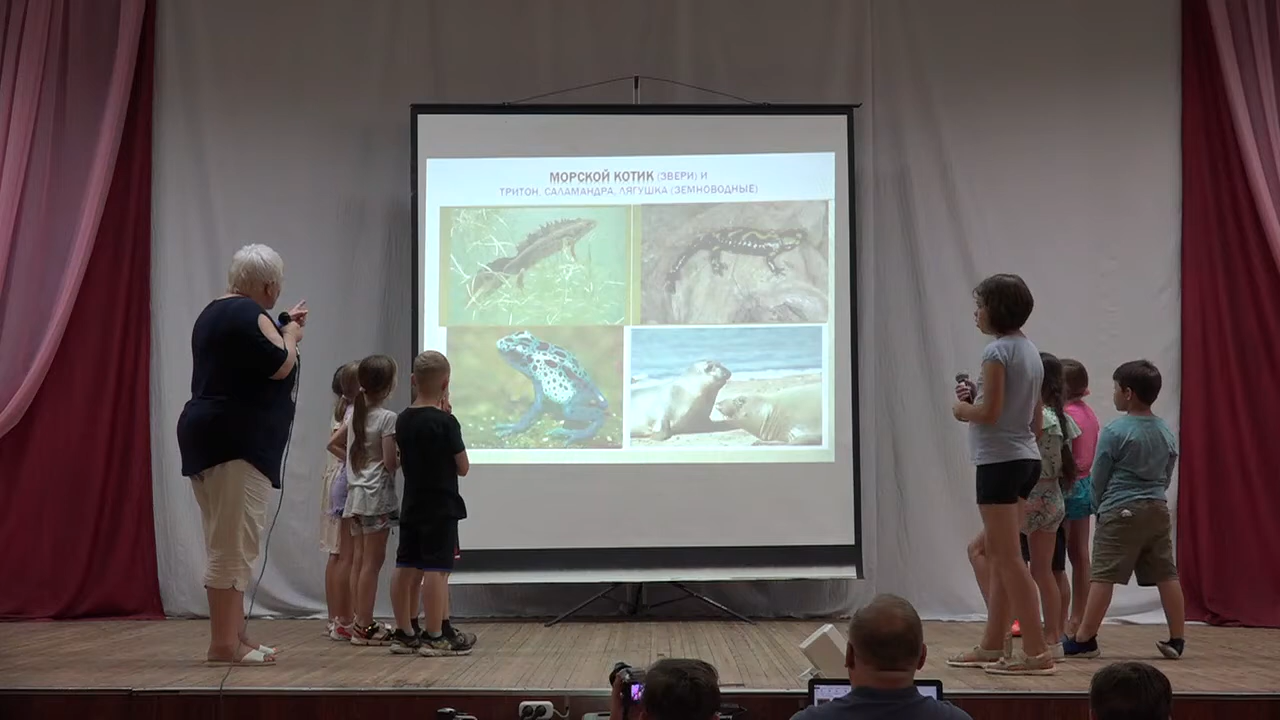 МОРСКОЙ КОТИК (ЗВЕРИ) И
ТРИТОН, САЛАМАНДРА, ЛЯГУШКА (ЗЕМНОВОДНЫЕ)